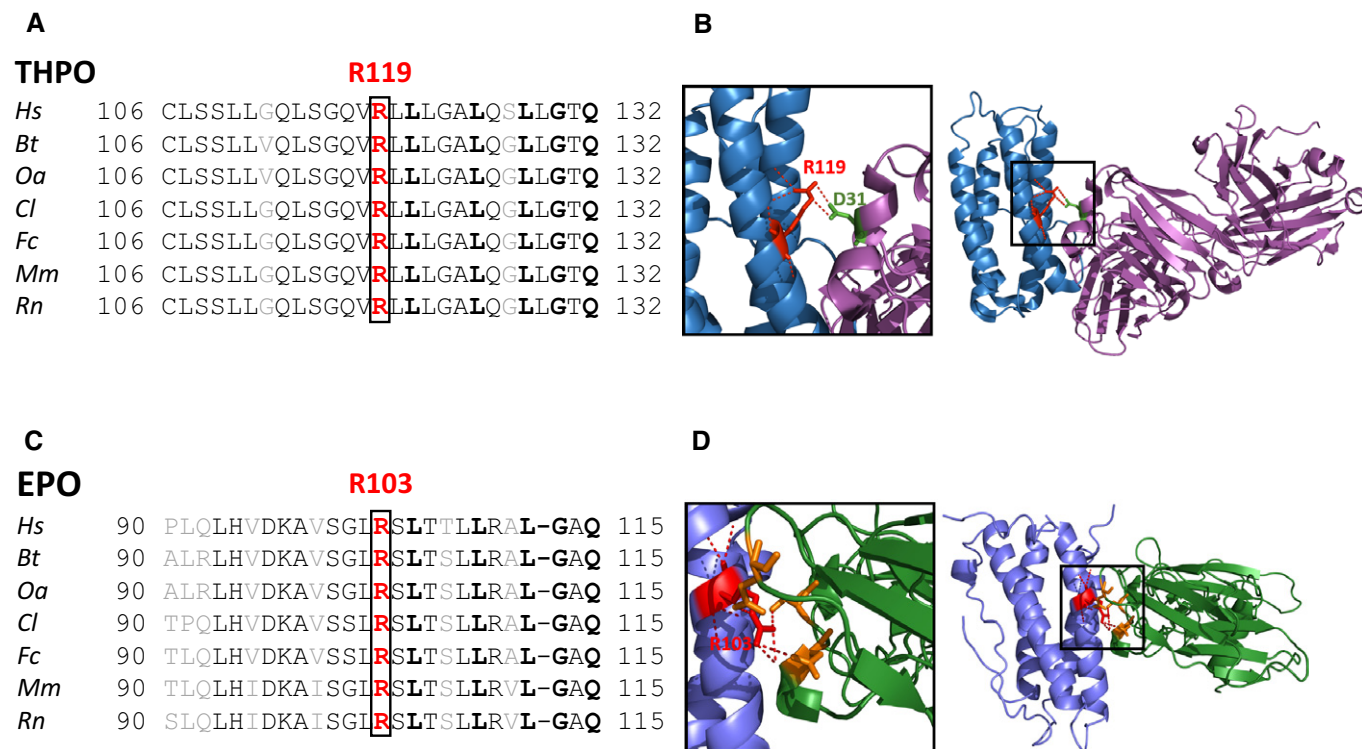 A
THPO
R119
Hs 106 CLSSLLGQLSGQVRLLLGALQSLLGTQ 132
Bt 106 CLSSLLVQLSGQVRLLLGALQGLLGTQ 132
Oa 106 CLSSLLVQLSGQVRLLLGALQGLLGTQ 132
Cl 106 CLSSLLGQLSGQVRLLLGALQGLLGTQ 132
Fc 106 CLSSLLGQLSGQVRLLLGALQGLLGTQ 132
Mm 106 CLSSLLGQLSGQVRLLLGALQGLLGTQ 132
Rn 106 CLSSLLGQLSGQVRLLLGALQGLLGTQ 132
B
R119
D31
C
EPO
R103
Hs 90 PLQLHVDKAVSGLRSLTTLLRAL-GAQ 115
Bt 90 ALRLHVDKAVSGLRSLTSLLRAL-GAQ 115
Oa 90 ALRLHVDKAVSGLRSLTSLLRAL-GAQ 115
Cl 90 TPQLHVDKAVSSLRSLTSLLRAL-GAQ 115
Fc 90 TLQLHVDKAVSSLRSLTSLLRAL-GAQ 115
Mm 90 TLQLHIDKAISGLRSLTSLLRVL-GAQ 115
Rn 90 SLQLHIDKAISGLRSLTSLLRVL-GAQ 115
D
R103